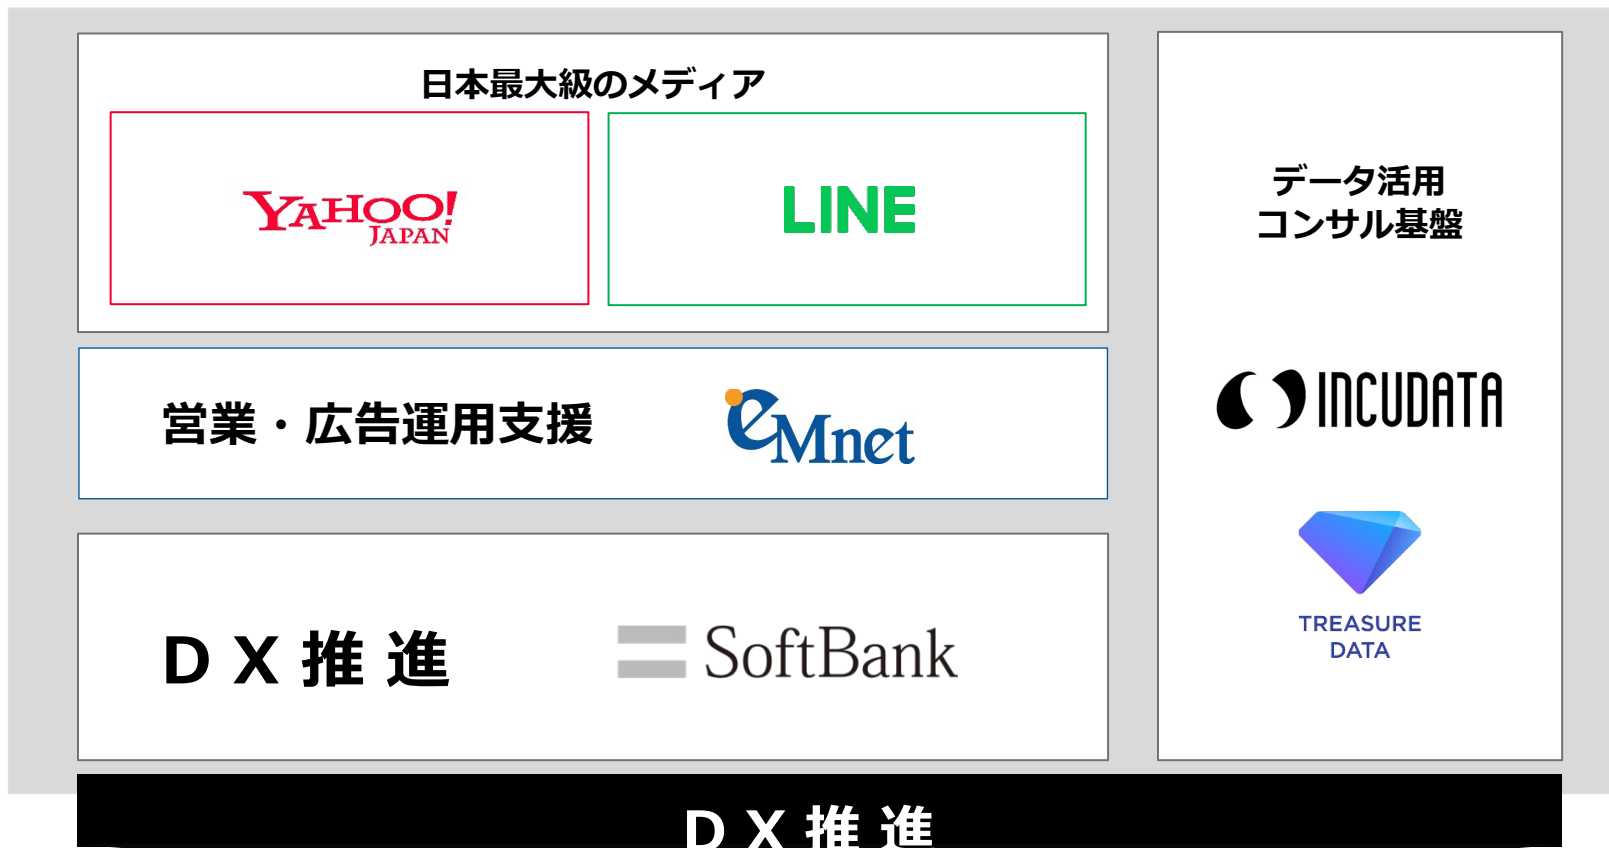 日本最大級のメディア
YAHOO!
JAPAN
LINE
営業・広告運用支援
eMnet
ＤＸ推進
SoftBank
データ活用
コンサル基盤
INCUDATA
TREASURE
DATA
ＤＸ推進